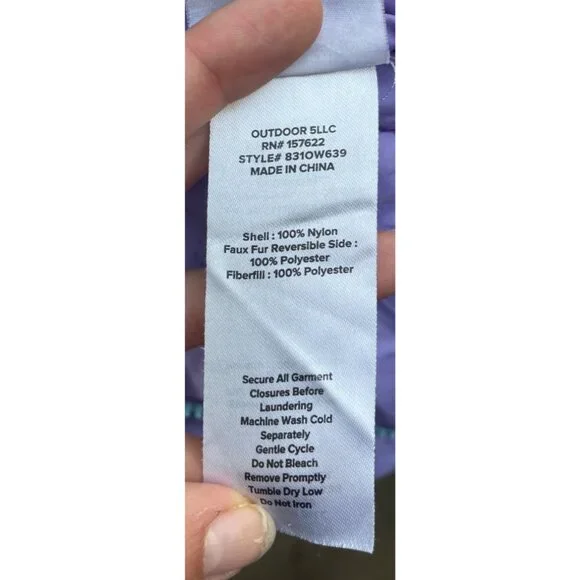 OUTDOOR 5LLC
RN# 157622
STYLE# 831OW639
MADE IN CHINA
Shell : 100% Nylon
Faux Fur Reversible Side :
100% Polyester
Fiberfill : 100% Polyester
Secure All Garment
Closures Before
Laundering
Machine Wash Cold
Separately
Gentle Cycle
Do Not Bleach
Remove Promptly
Tumble Dry Low
Do Not Iron